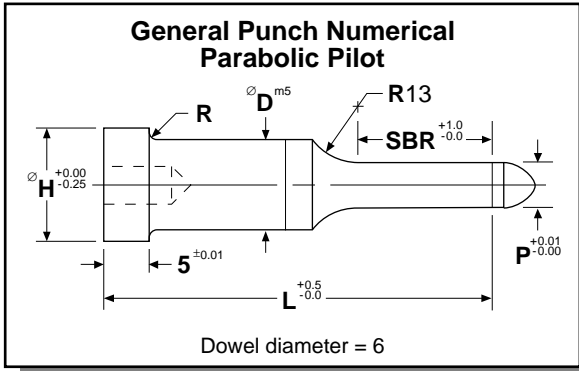 General Punch Numerical
Parabolic Pilot
R
⌀D m5
R13
SBR +1.0 -0.0
⌀H +0.00 -0.25
P +0.01 -0.00
5 ±0.01
L +0.5 -0.0
Dowel diameter = 6